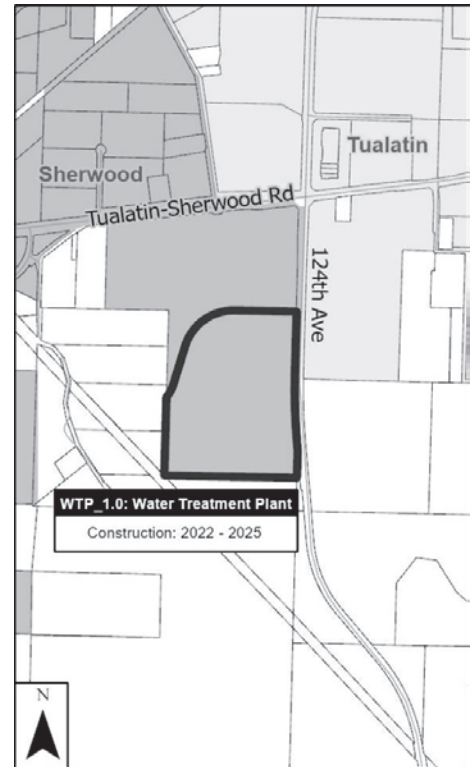 Tualatin
Sherwood
Tualatin-Sherwood Rd
124th Ave
WTP_1.0: Water Treatment Plant
Construction: 2022 - 2025
N